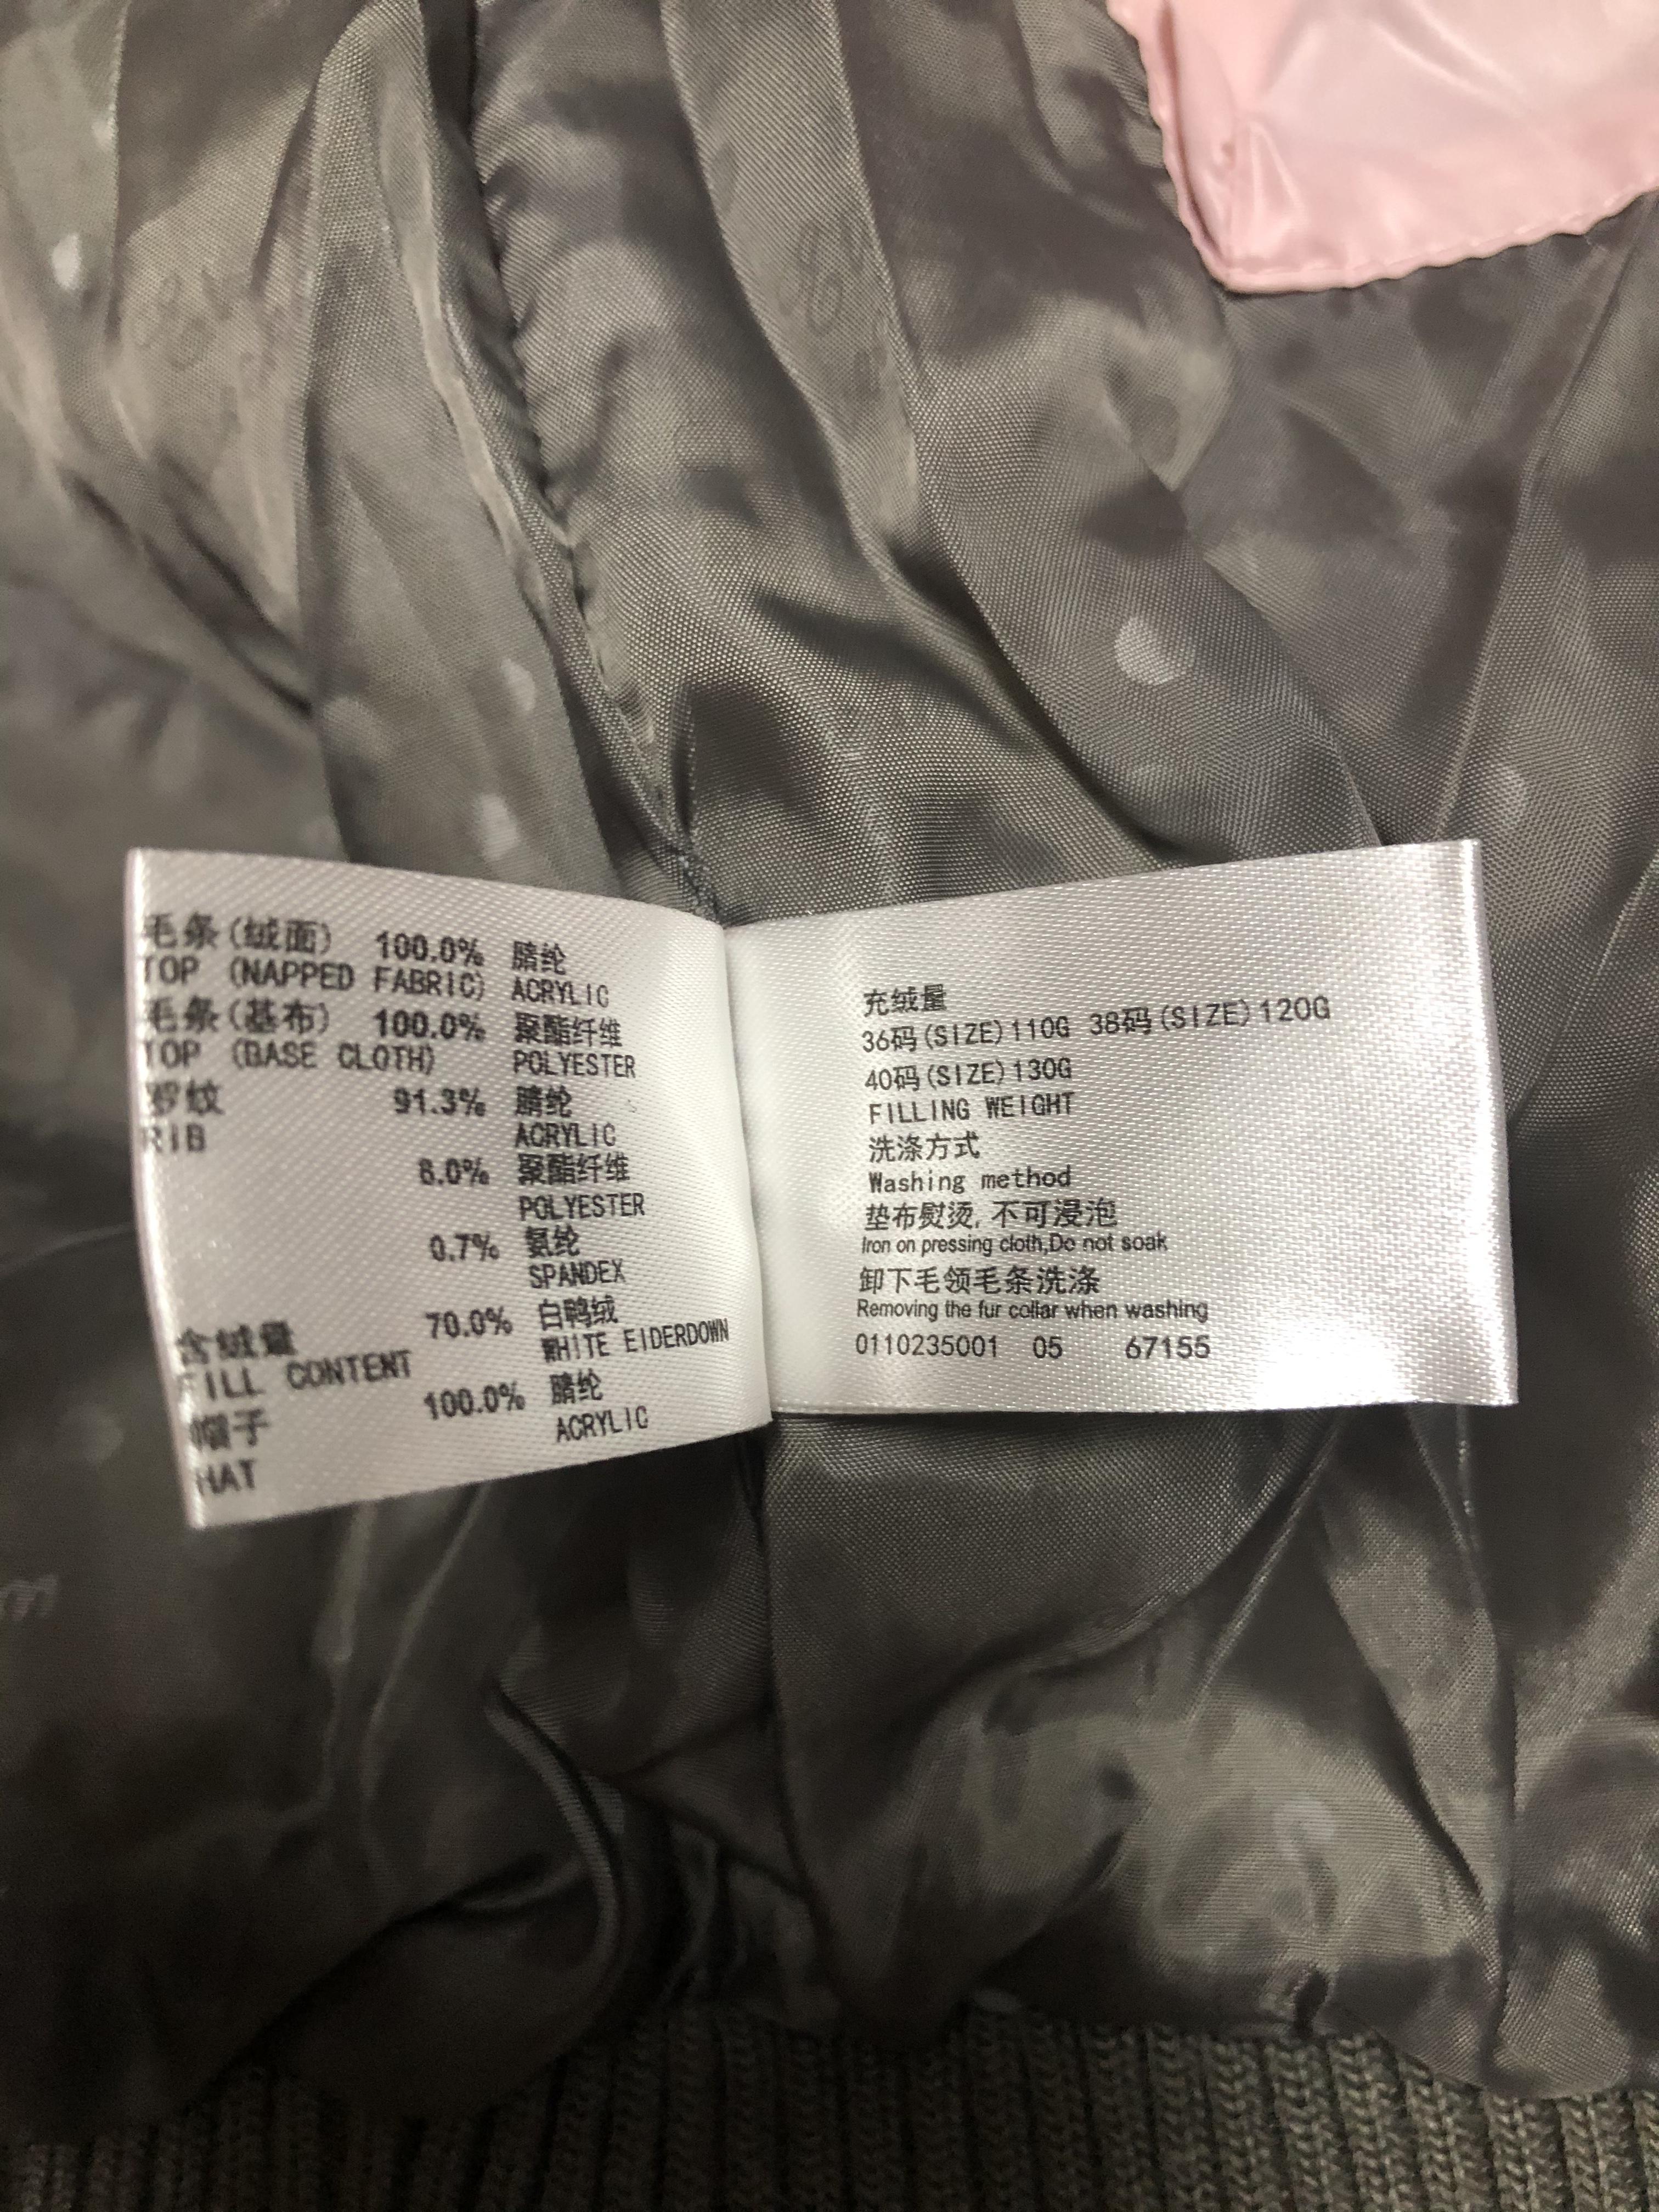 毛条(绒面) 100.0% 腈纶
TOP (NAPPED FABRIC) ACRYLIC
毛条(基布) 100.0% 聚酯纤维
TOP (BASE CLOTH) POLYESTER
罗纹 91.3% 腈纶
RIB ACRYLIC
8.0% 聚酯纤维
POLYESTER
0.7% 氨纶
SPANDEX
含绒量 70.0% 白鸭绒
FILL CONTENT WHITE EIDERDOWN
帽子 100.0% 腈纶
HAT ACRYLIC
充绒量
36码(SIZE)110G 38码(SIZE)120G
40码(SIZE)130G
FILLING WEIGHT
洗涤方式
Washing method
垫布熨烫,不可浸泡
Iron on pressing cloth,Do not soak
卸下毛领毛条洗涤
Removing the fur collar when washing
0110235001 05 67155